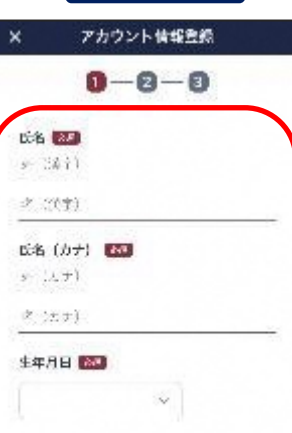 × アカウント情報登録
1 2 3
氏名 必須
姓（漢字）
名（漢字）
氏名（カナ） 必須
姓（カナ）
名（カナ）
生年月日 必須